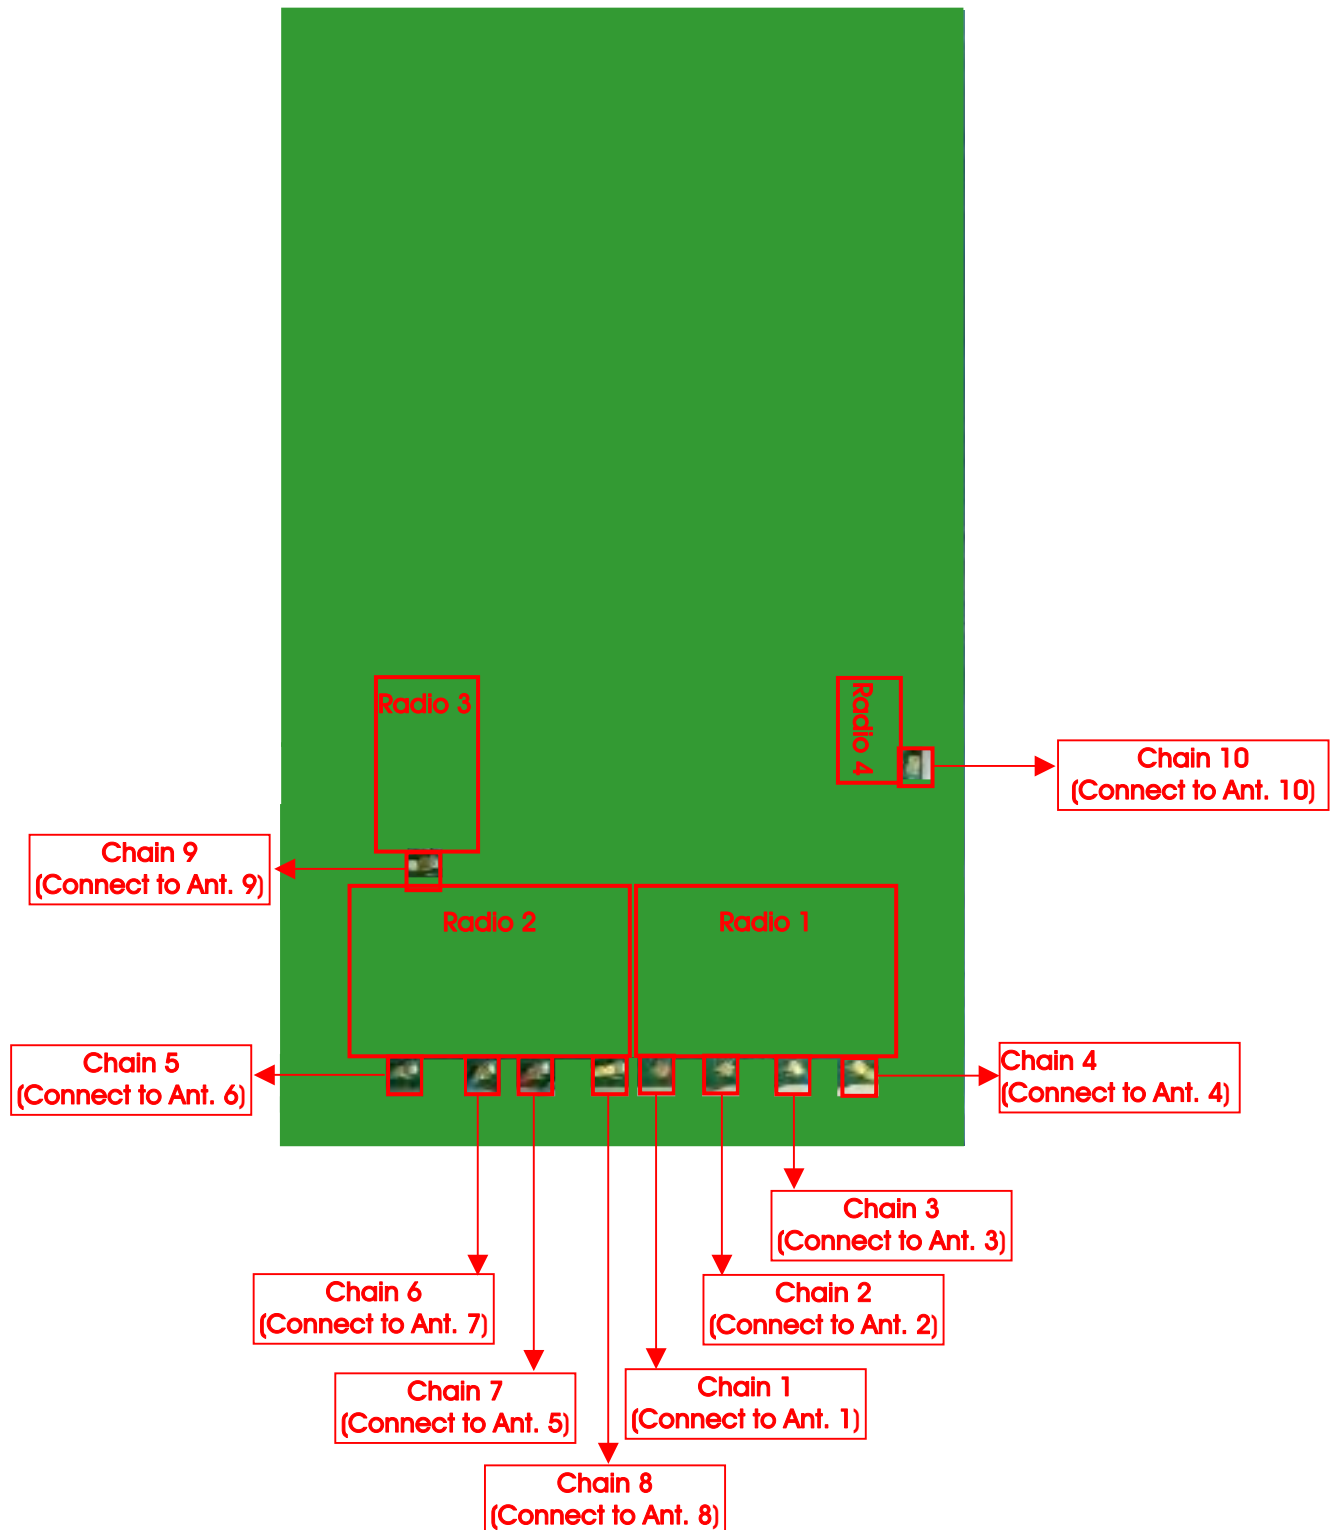 Radio 3
Radio 4
Chain 10
(Connect to Ant. 10)
Chain 9
(Connect to Ant. 9)
Radio 2
Radio 1
Chain 5
(Connect to Ant. 6)
Chain 4
(Connect to Ant. 4)
Chain 3
(Connect to Ant. 3)
Chain 6
(Connect to Ant. 7)
Chain 2
(Connect to Ant. 2)
Chain 7
(Connect to Ant. 5)
Chain 1
(Connect to Ant. 1)
Chain 8
(Connect to Ant. 8)